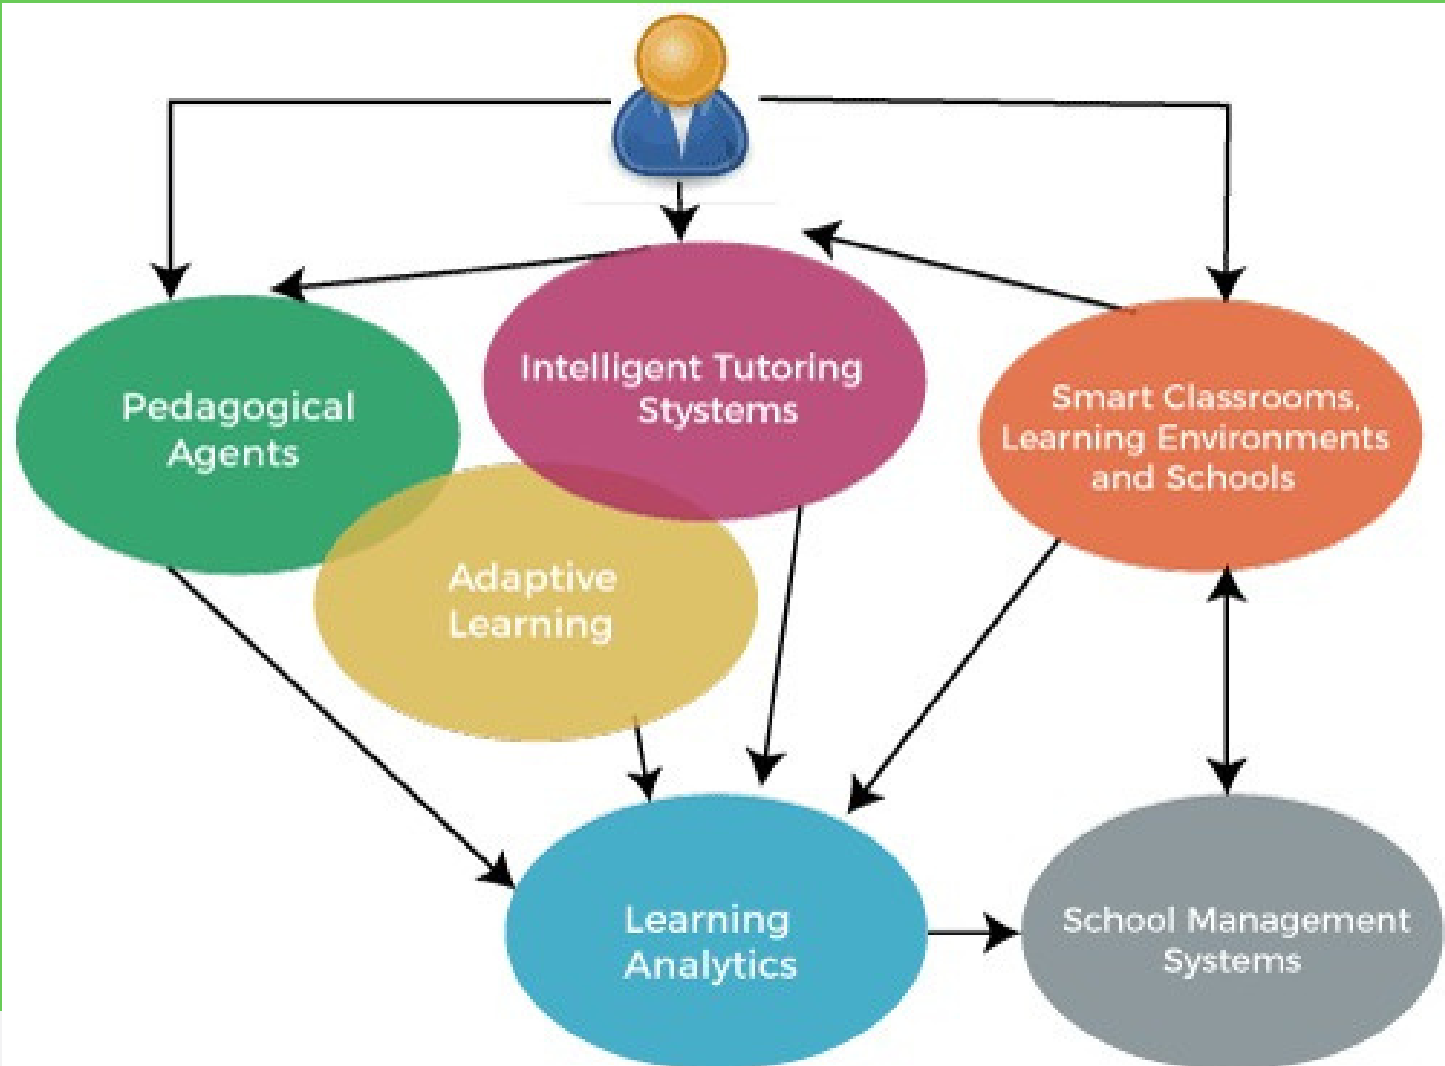 Intelligent Tutoring
Stystems
Pedagogical
Agents
Smart Classrooms,
Learning Environments
and Schools
Adaptive
Learning
Learning
Analytics
School Management
Systems